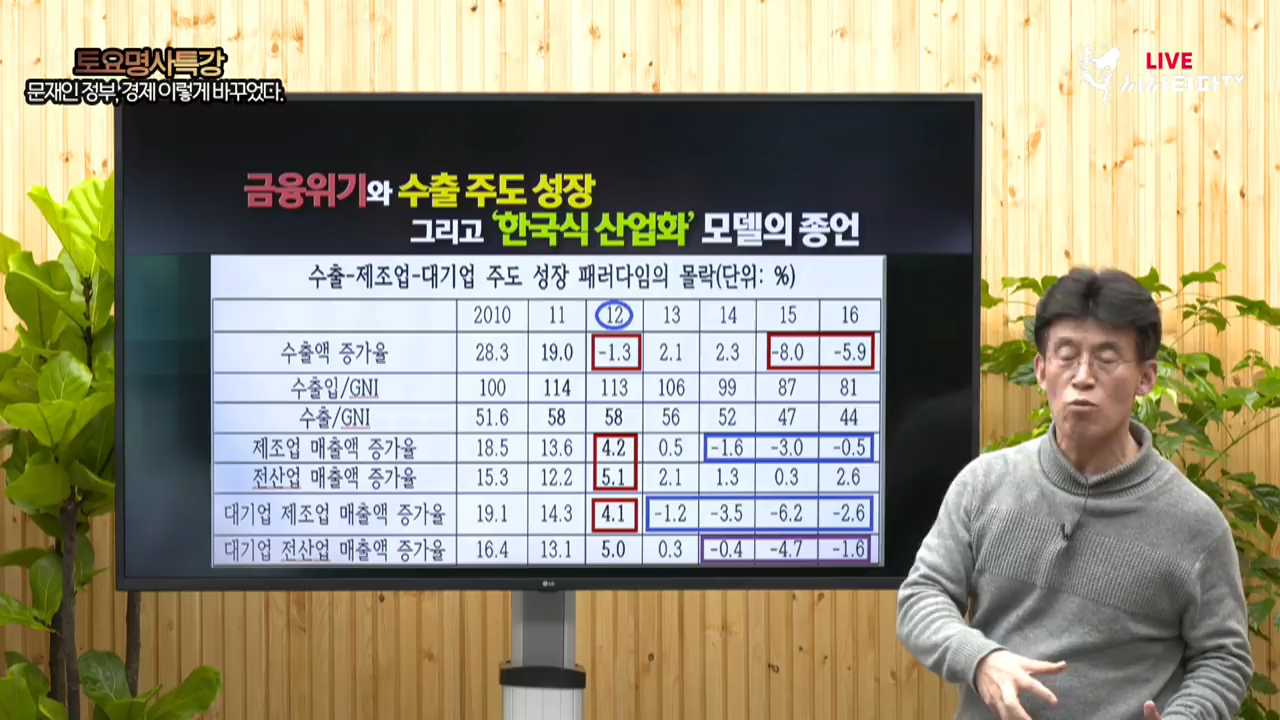 토요명사특강
문재인 정부, 경제 이렇게 바꾸었다.
LIVE
씨씨티파TV
금융위기와 수출 주도 성장
그리고 ‘한국식 산업화’ 모델의 종언
수출-제조업-대기업 주도 성장 패러다임의 몰락(단위: %)
2010 11 12 13 14 15 16
수출액 증가율 28.3 19.0 -1.3 2.1 2.3 -8.0 -5.9
수출입/GNI 100 114 113 106 99 87 81
수출/GNI 51.6 58 58 56 52 47 44
제조업 매출액 증가율 18.5 13.6 4.2 0.5 -1.6 -3.0 -0.5
전산업 매출액 증가율 15.3 12.2 5.1 2.1 1.3 0.3 2.6
대기업 제조업 매출액 증가율 19.1 14.3 4.1 -1.2 -3.5 -6.2 -2.6
대기업 전산업 매출액 증가율 16.4 13.1 5.0 0.3 -0.4 -4.7 -1.6
LG